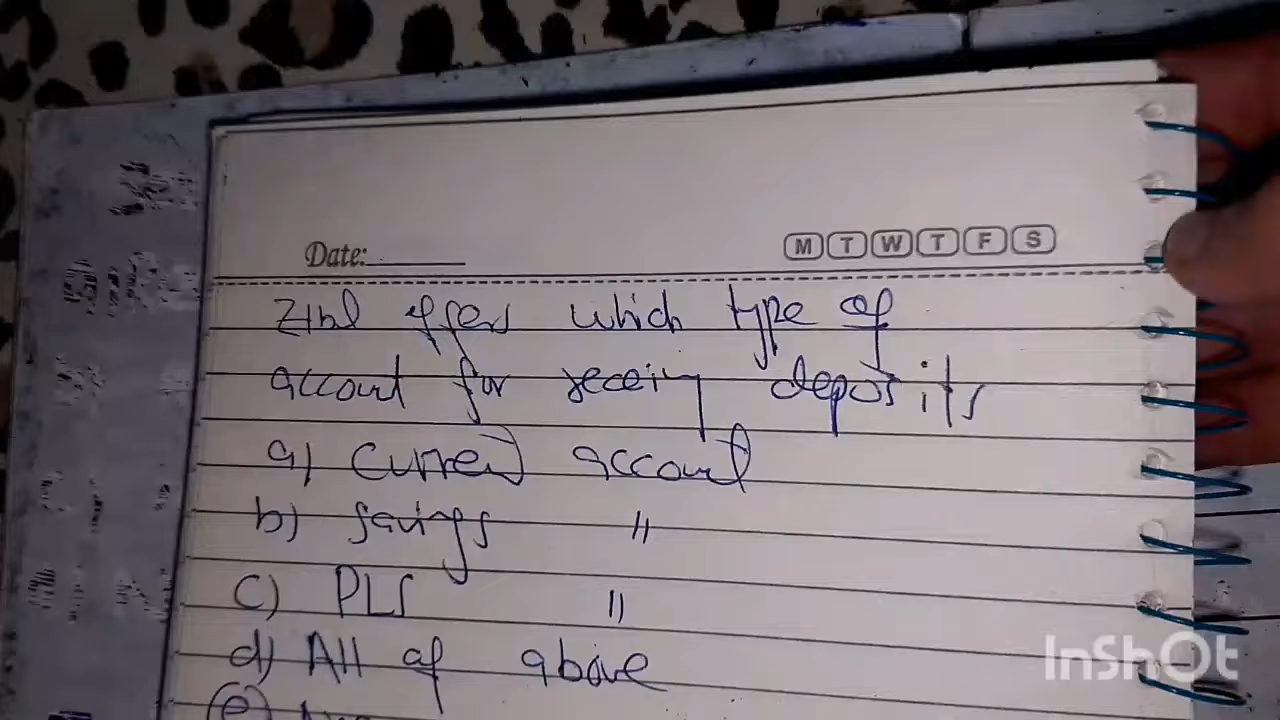 Date:
M T W T F S
Ztbl offers which type of
account for receiving deposits
a) Current account
b) Savings "
c) PLS "
d) All of above
(e)
InShOt